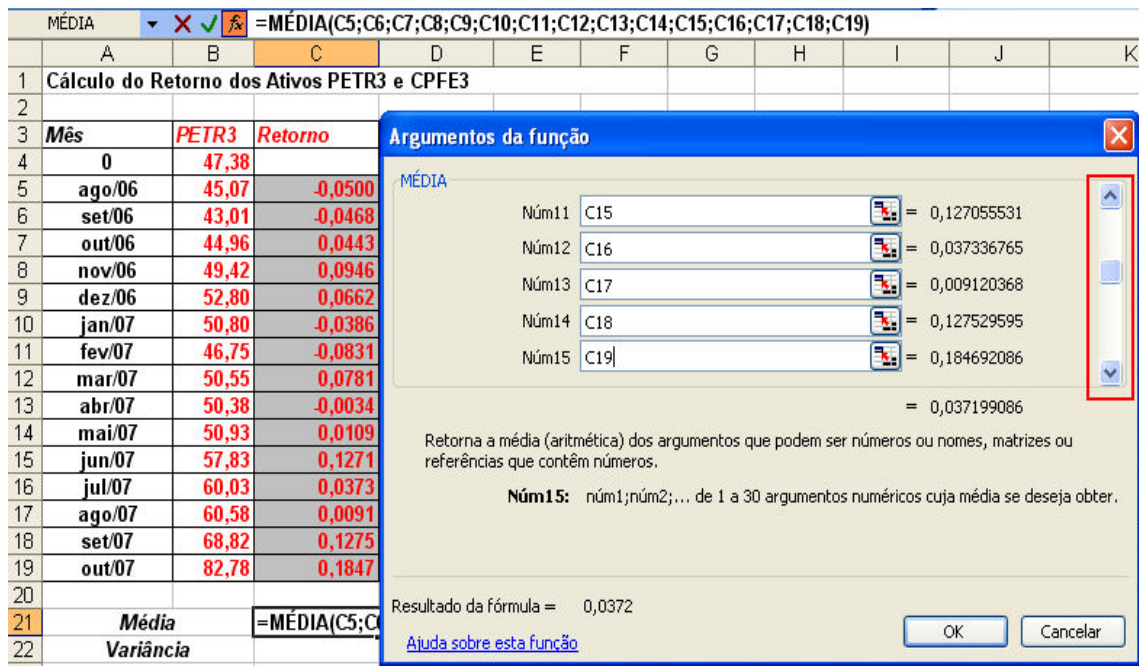 MÉDIA =MÉDIA(C5;C6;C7;C8;C9;C10;C11;C12;C13;C14;C15;C16;C17;C18;C19)
A B C D E F G H I J K
1 Cálculo do Retorno dos Ativos PETR3 e CPFE3
2
3 Mês PETR3 Retorno
4 0 47,38
5 ago/06 45,07 -0,0500
6 set/06 43,01 -0,0468
7 out/06 44,96 0,0443
8 nov/06 49,42 0,0946
9 dez/06 52,80 0,0662
10 jan/07 50,80 -0,0386
11 fev/07 46,75 -0,0831
12 mar/07 50,55 0,0781
13 abr/07 50,38 -0,0034
14 mai/07 50,93 0,0109
15 jun/07 57,83 0,1271
16 jul/07 60,03 0,0373
17 ago/07 60,58 0,0091
18 set/07 68,82 0,1275
19 out/07 82,78 0,1847
20
21 Média =MÉDIA(C5;C
22 Variância
Argumentos da função
MÉDIA
Núm11 C15 = 0,127055531
Núm12 C16 = 0,037336765
Núm13 C17 = 0,009120368
Núm14 C18 = 0,127529595
Núm15 C19 = 0,184692086
= 0,037199086
Retorna a média (aritmética) dos argumentos que podem ser números ou nomes, matrizes ou
referências que contêm números.
Núm15: núm1;núm2;... de 1 a 30 argumentos numéricos cuja média se deseja obter.
Resultado da fórmula = 0,0372
Ajuda sobre esta função
OK Cancelar